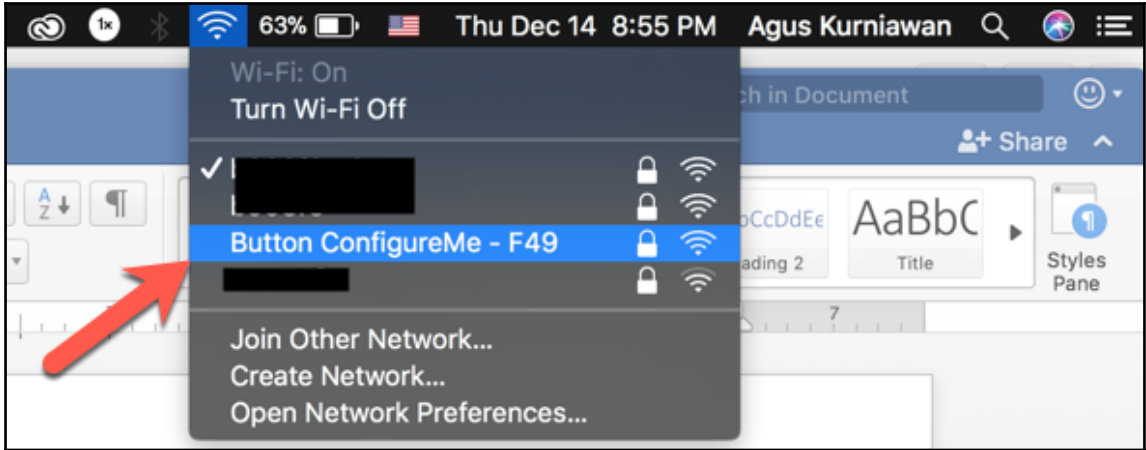 1x 63% Thu Dec 14 8:55 PM Agus Kurniawan
Wi-Fi: On
Turn Wi-Fi Off
ch in Document
Share
Button ConfigureMe - F49
AZ
¶
CcDdEe
AaBbC
ading 2
Title
¶
Styles
Pane
7
Join Other Network...
Create Network...
Open Network Preferences...